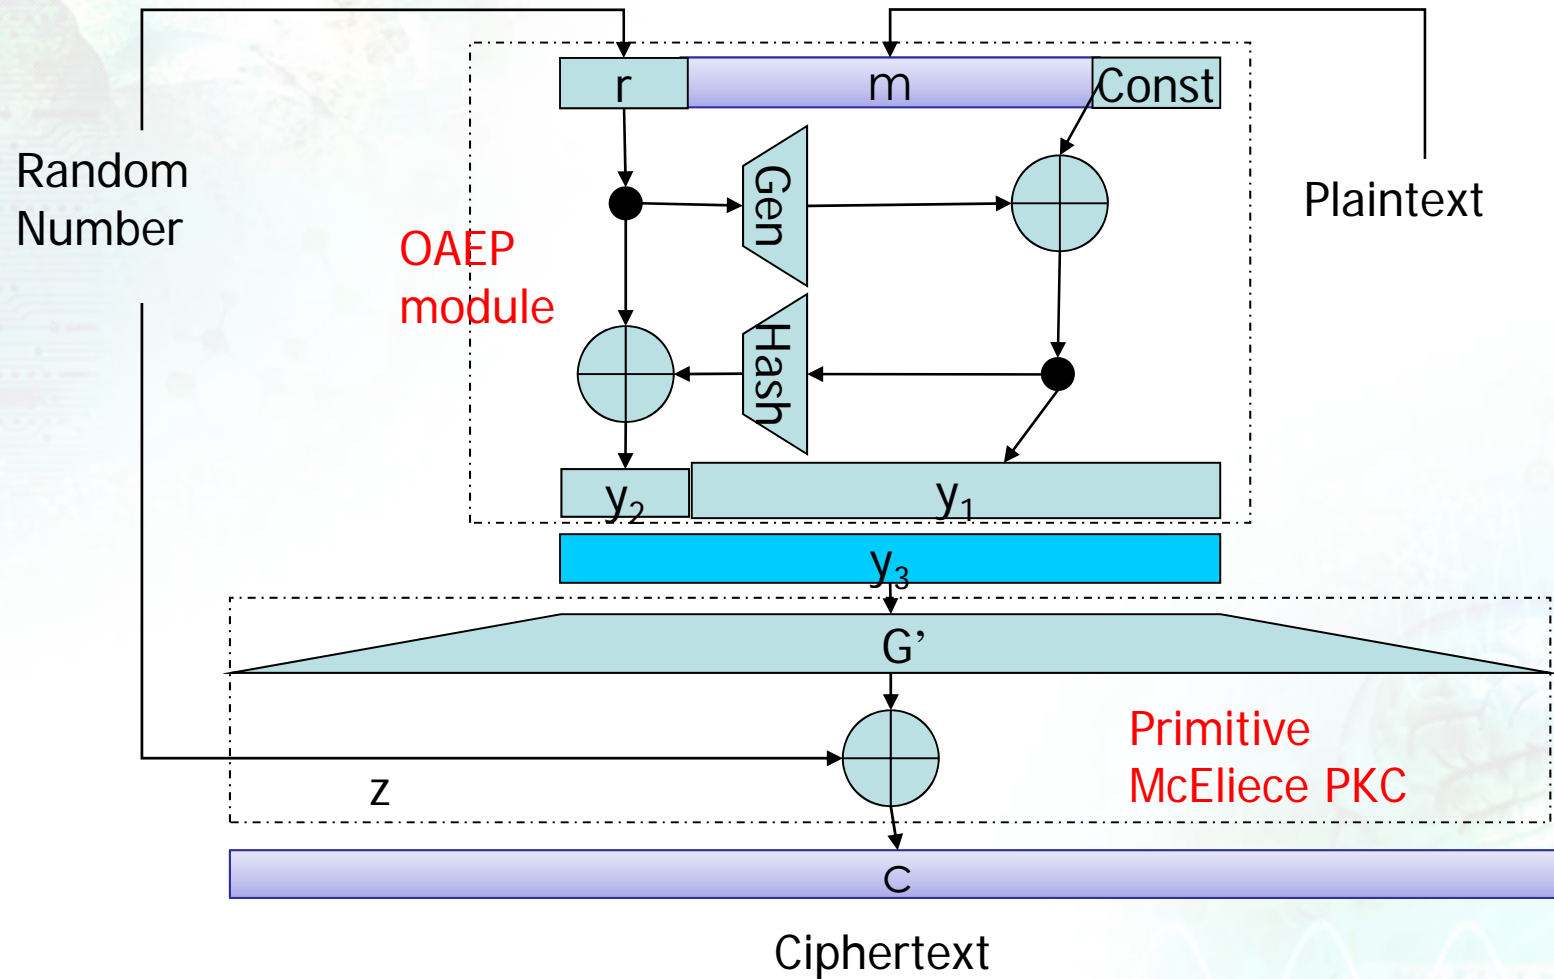 r
m
Const
Random
Number
Gen
Plaintext
OAEP
module
Hash
y₂
y₁
y₃
G’
Primitive
McEliece PKC
z
c
Ciphertext